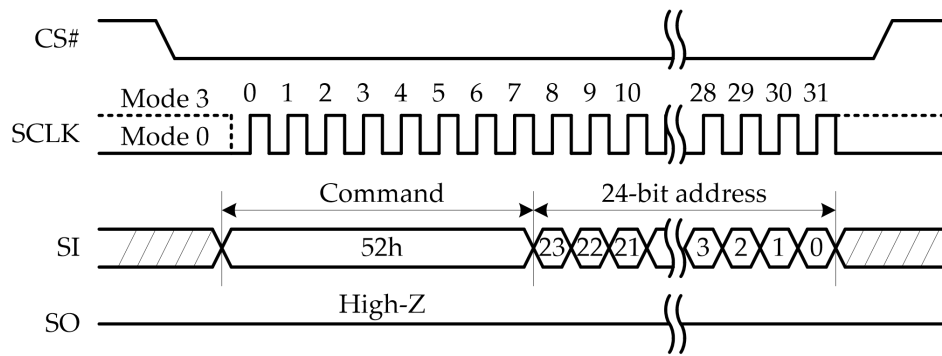 CS#
Mode 3 0 1 2 3 4 5 6 7 8 9 10 28 29 30 31
SCLK Mode 0
Command 24-bit address
SI 52h 23 22 21 3 2 1 0
High-Z
SO